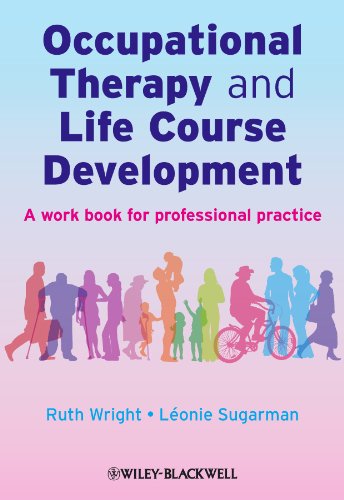 Occupational
Therapy and
Life Course
Development
A work book for professional practice
Ruth Wright • Léonie Sugarman
WILEY-BLACKWELL